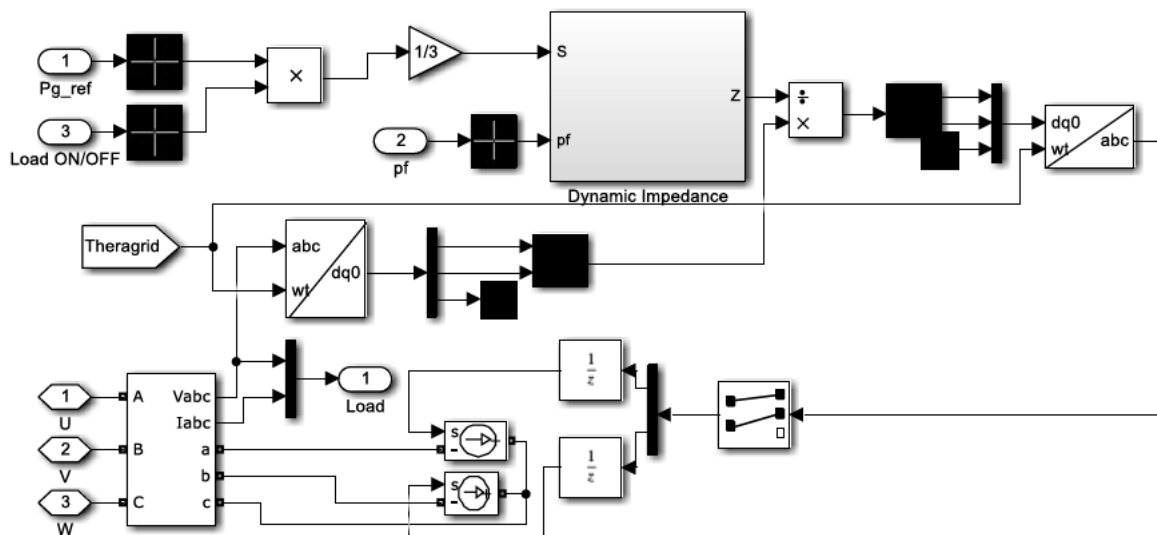 1
Pg_ref
3
Load ON/OFF
×
1/3
2
pf
S
pf
Z
Dynamic Impedance
÷
×
dq0
wt
abc
Theragrid
abc
wt
dq0
1
U
2
V
3
W
A
B
C
Vabc
Iabc
a
b
c
1
Load
s
-
s
-
1
z
1
z